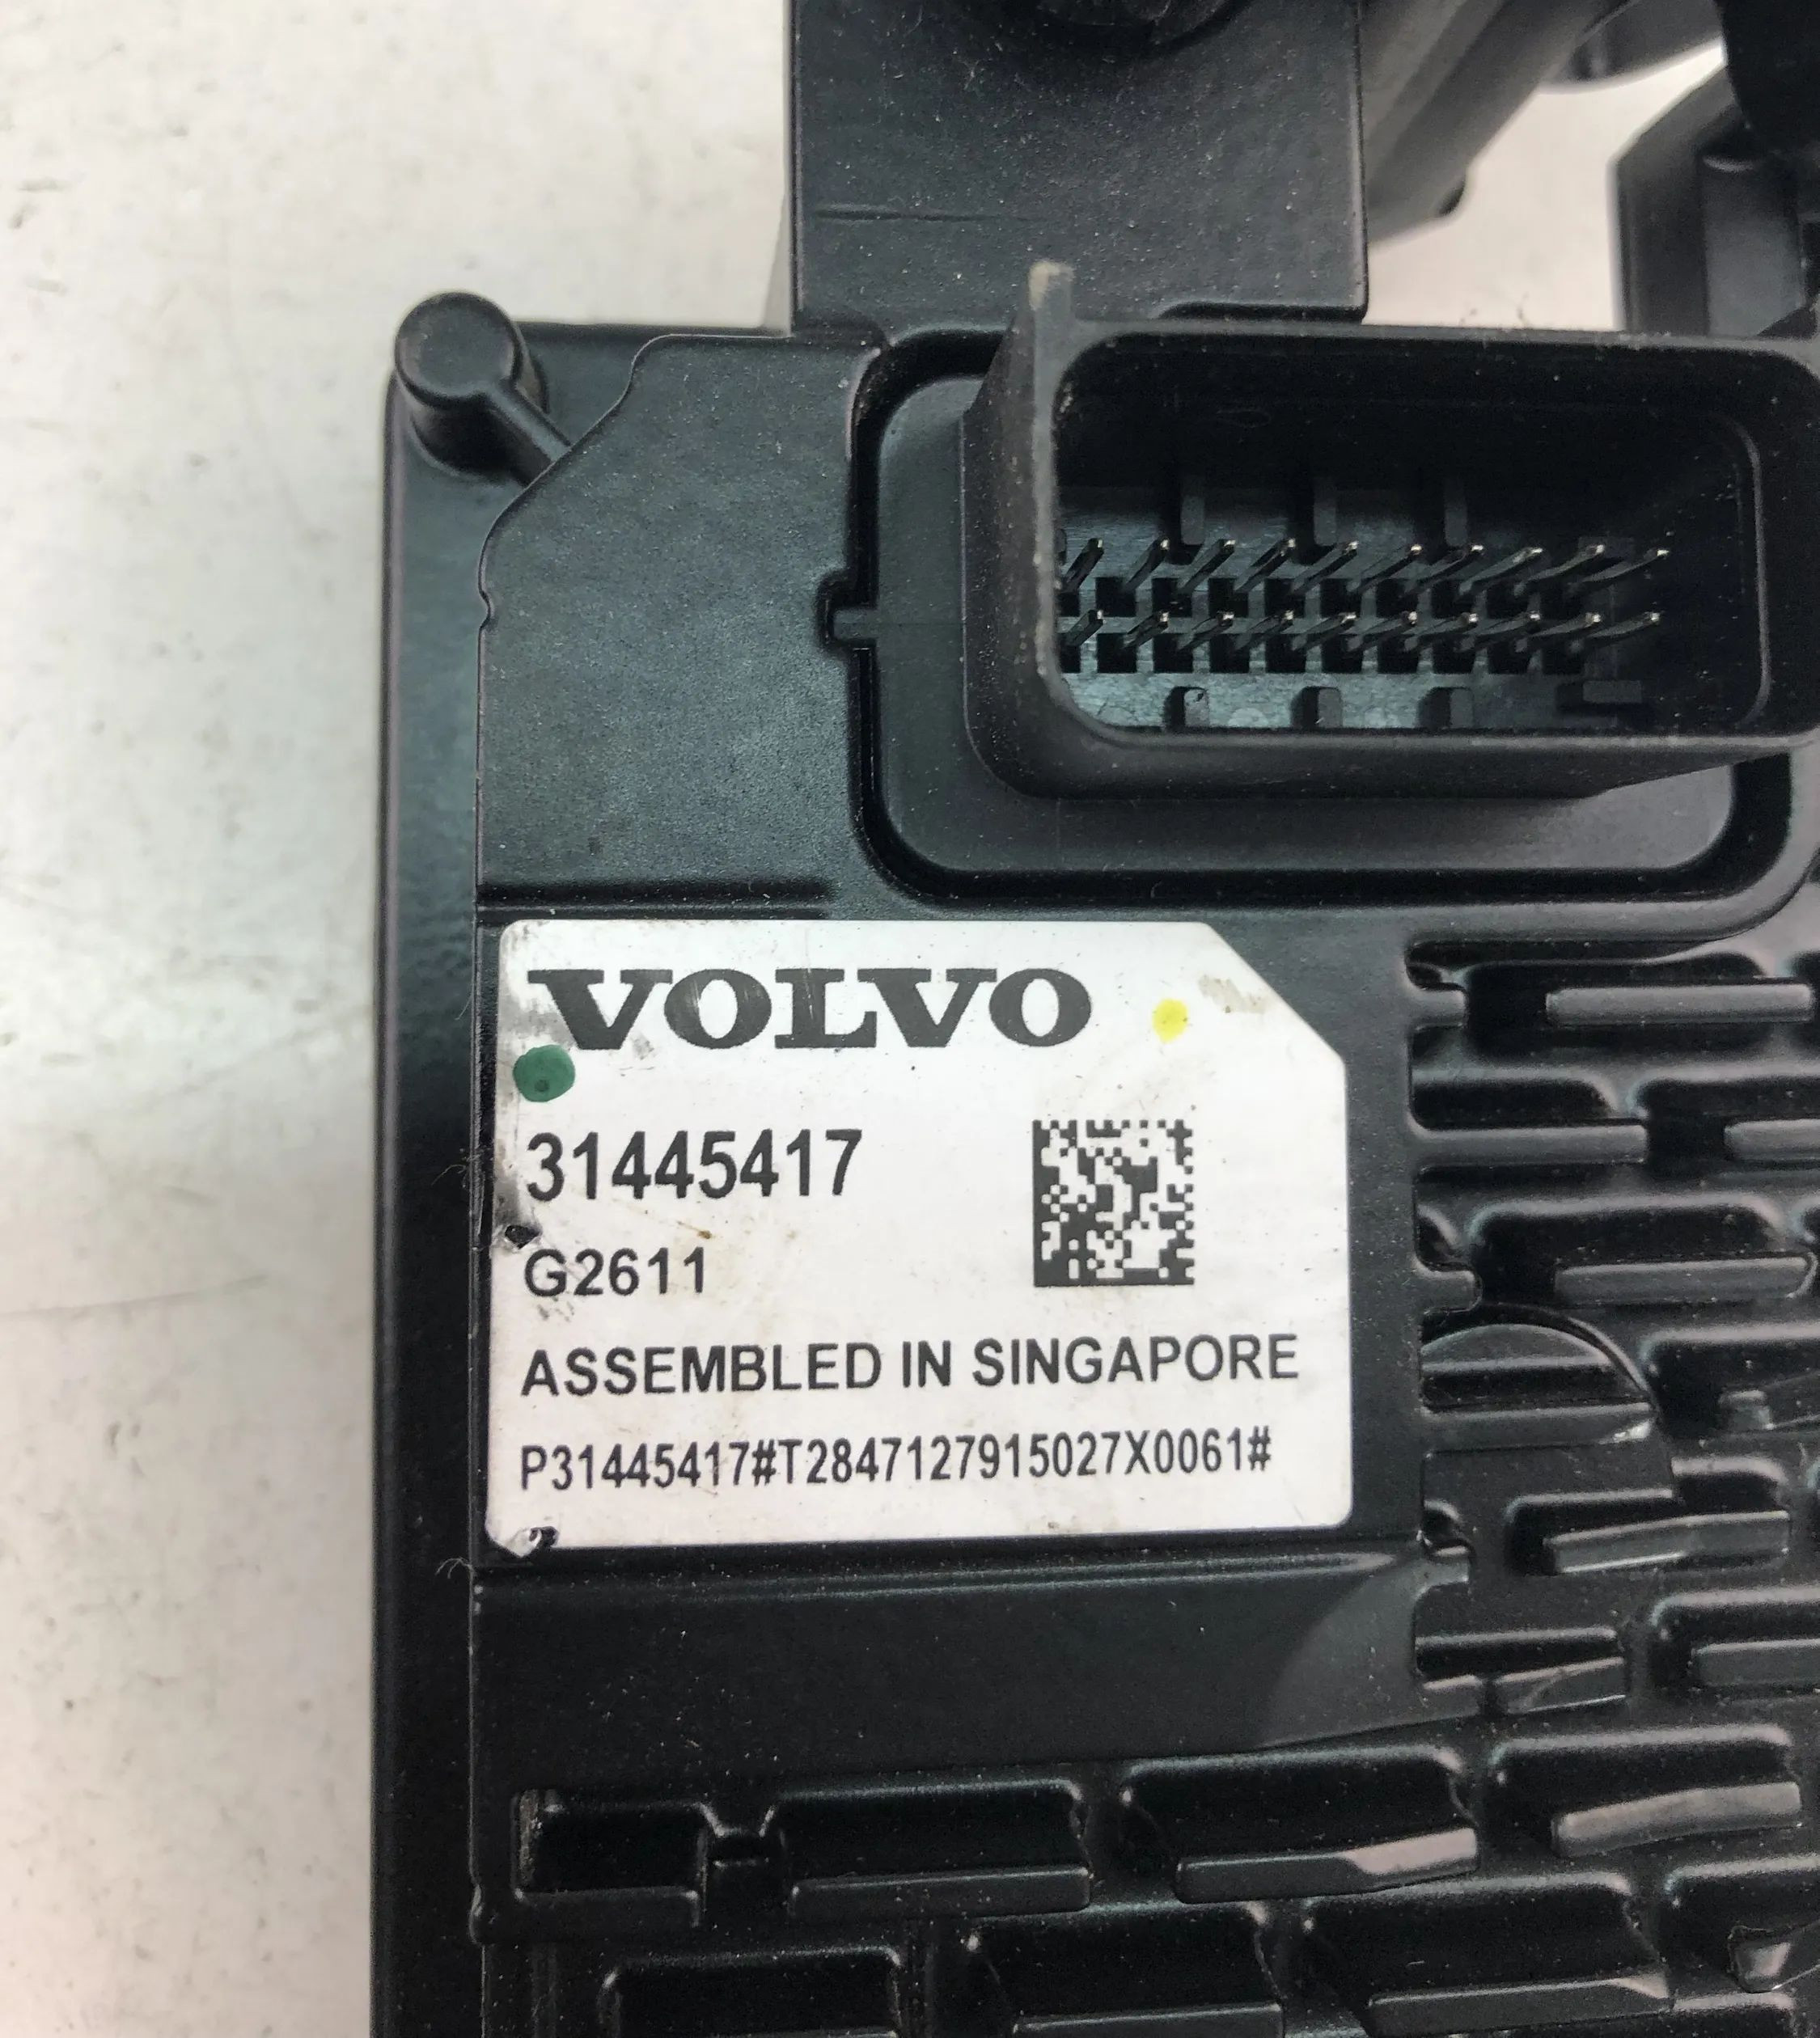 VOLVO
31445417
G2611
ASSEMBLED IN SINGAPORE
P31445417#T2847127915027X0061#